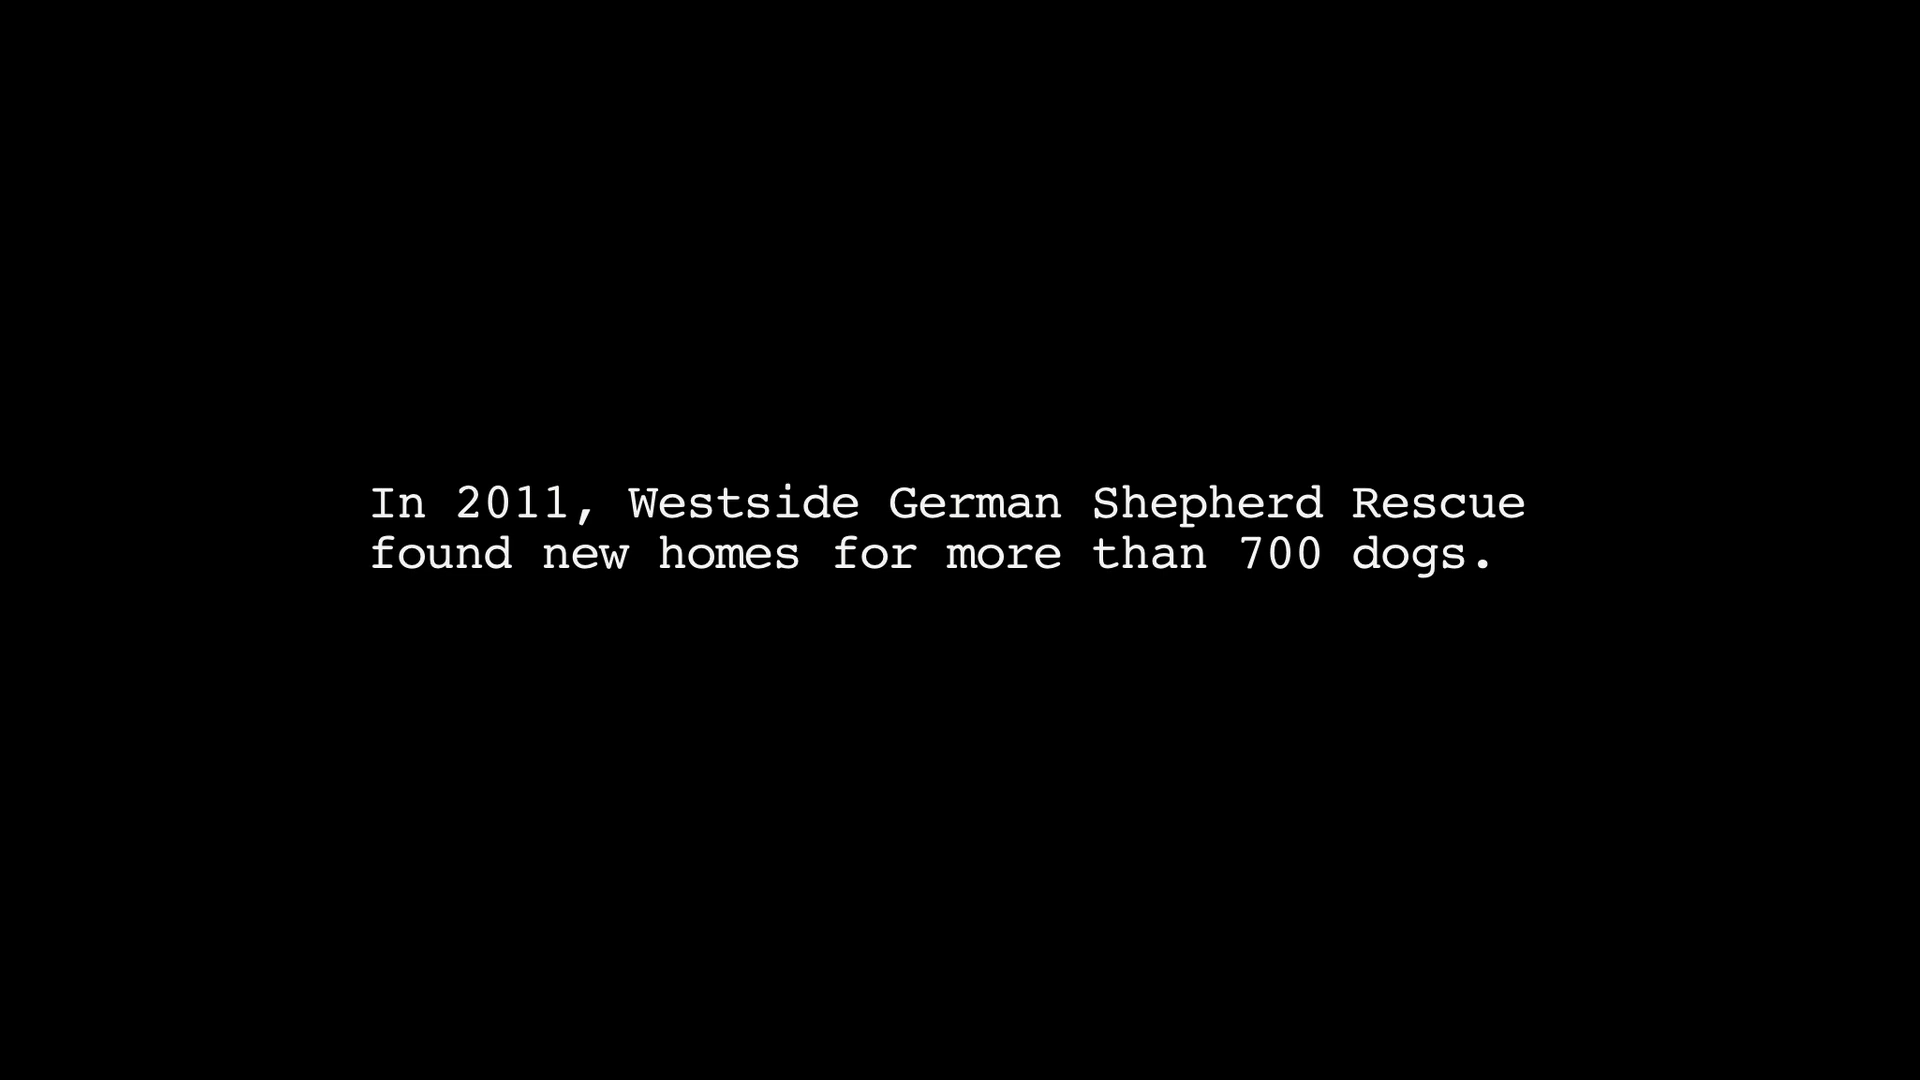 In 2011, Westside German Shepherd Rescue
found new homes for more than 700 dogs.